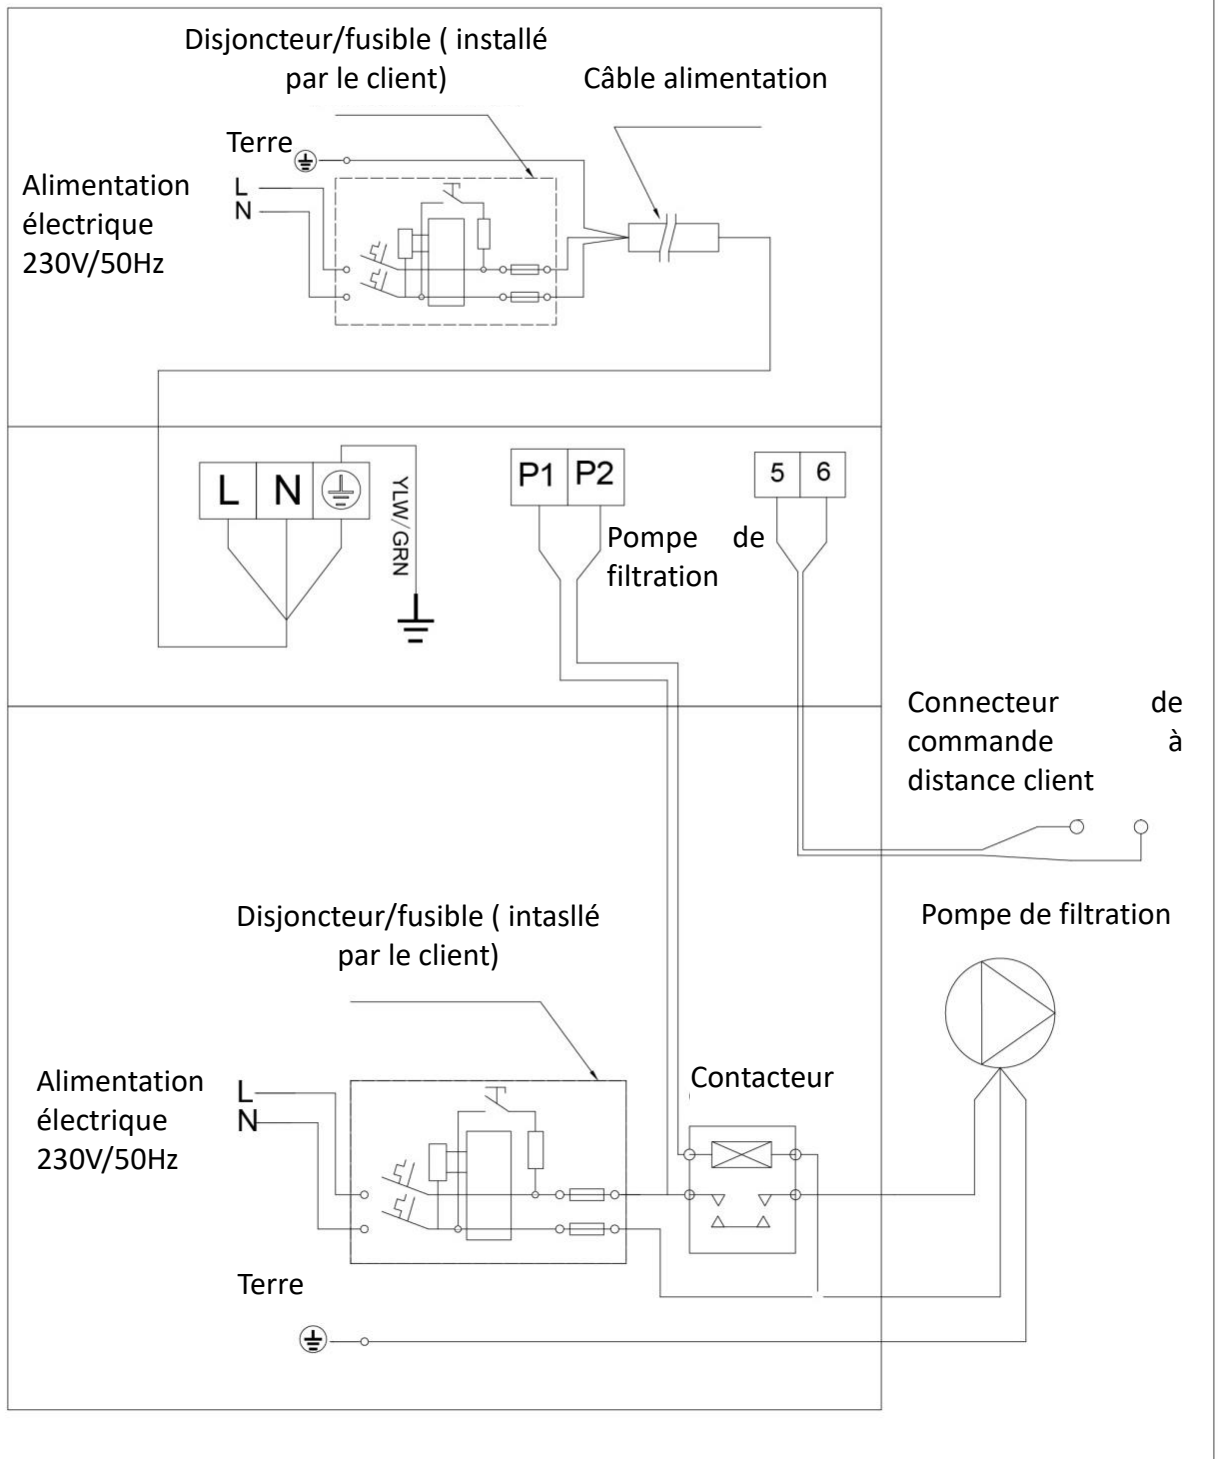 Disjoncteur/fusible ( installé
par le client)
Câble alimentation
Terre
Alimentation
électrique
230V/50Hz
L
N
L N
YLW/GRN
P1 P2
5 6
Pompe de
filtration
Connecteur de
commande à
distance client
Disjoncteur/fusible ( intasllé
par le client)
Pompe de filtration
Alimentation
électrique
230V/50Hz
L
N
Contacteur
Terre